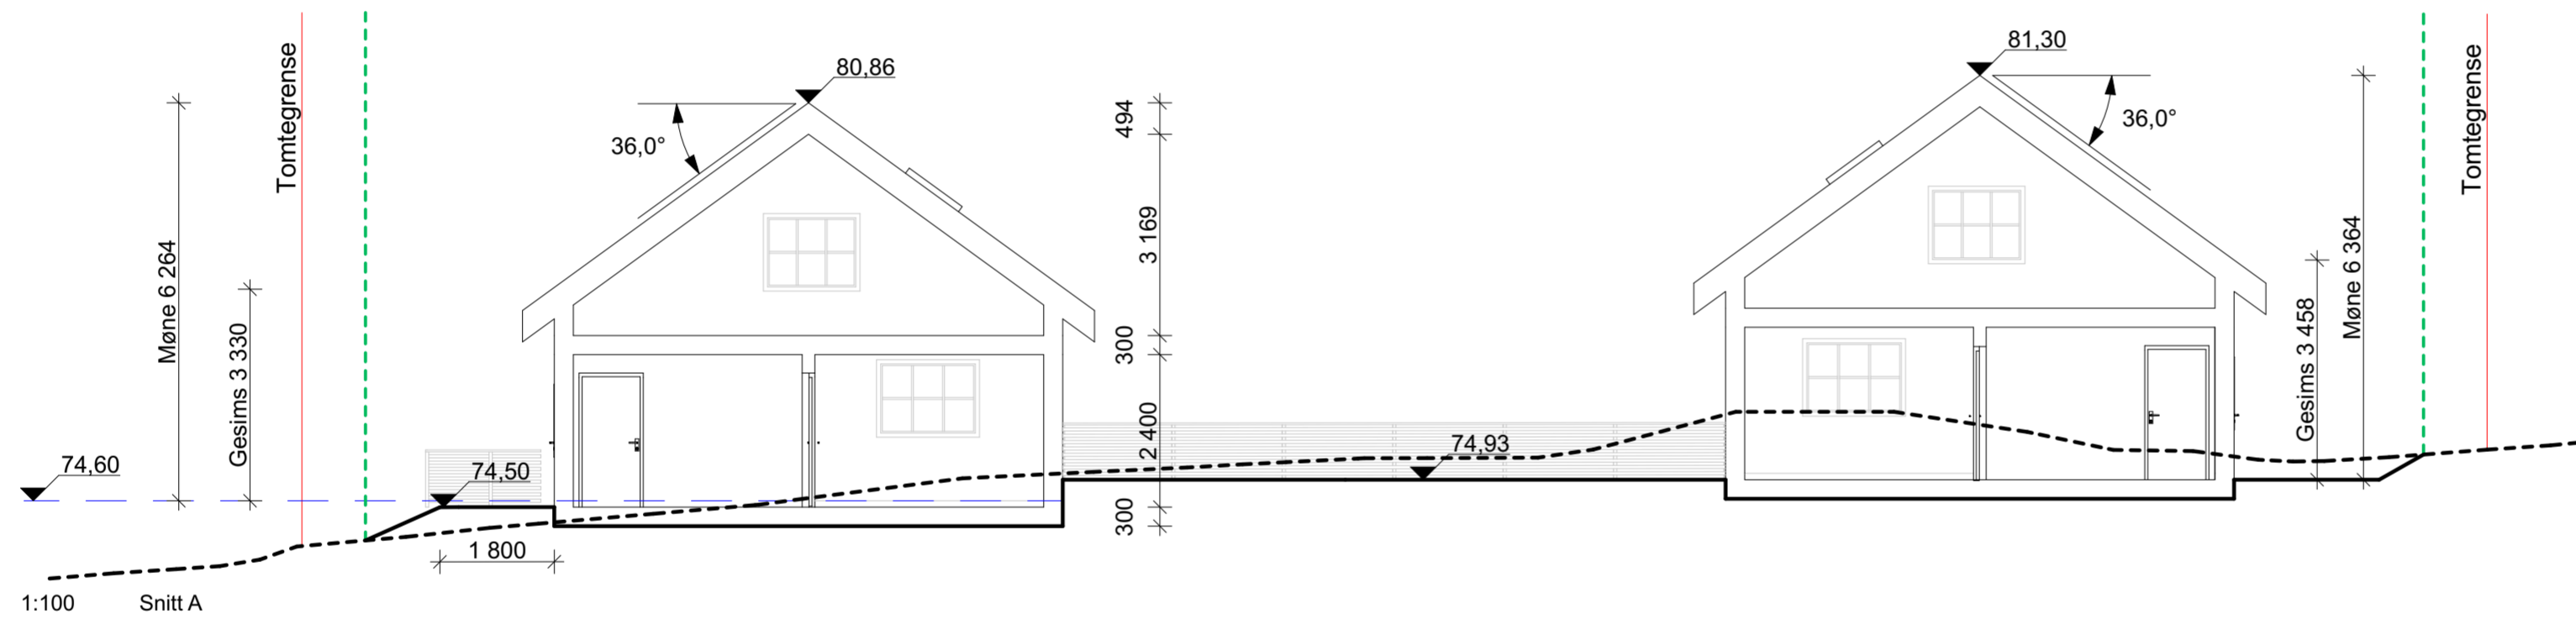 Tomtegrense
80,86
81,30
Tomtegrense
36,0°
494
36,0°
Møne 6 264
3 169
Møne 6 364
Gesims 3 330
300
Gesims 3 458
2 400
74,60
74,50
74,93
300
1 800
1:100 Snitt A